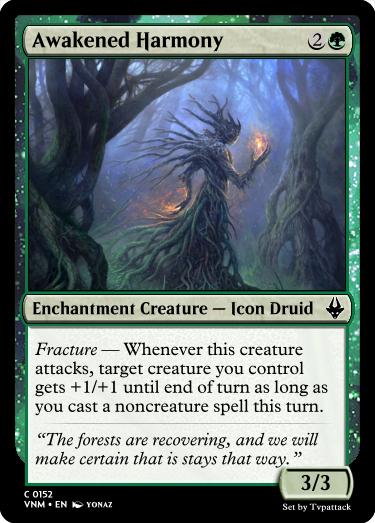 Awakened Harmony 2
Enchantment Creature — Icon Druid
Fracture — Whenever this creature
attacks, target creature you control
gets +1/+1 until end of turn as long as
you cast a noncreature spell this turn.
“The forests are recovering, and we will
make certain that is stays that way.”
3/3
C 0152
VNM • EN YONAZ
Set by Tvpattack